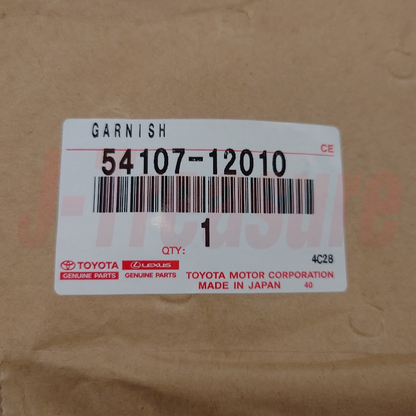 GARNISH
CE
54107-12010
QTY: 1
4C28
TOYOTA LEXUS TOYOTA MOTOR CORPORATION
GENUINE PARTS GENUINE PARTS MADE IN JAPAN 40
J-Treasure